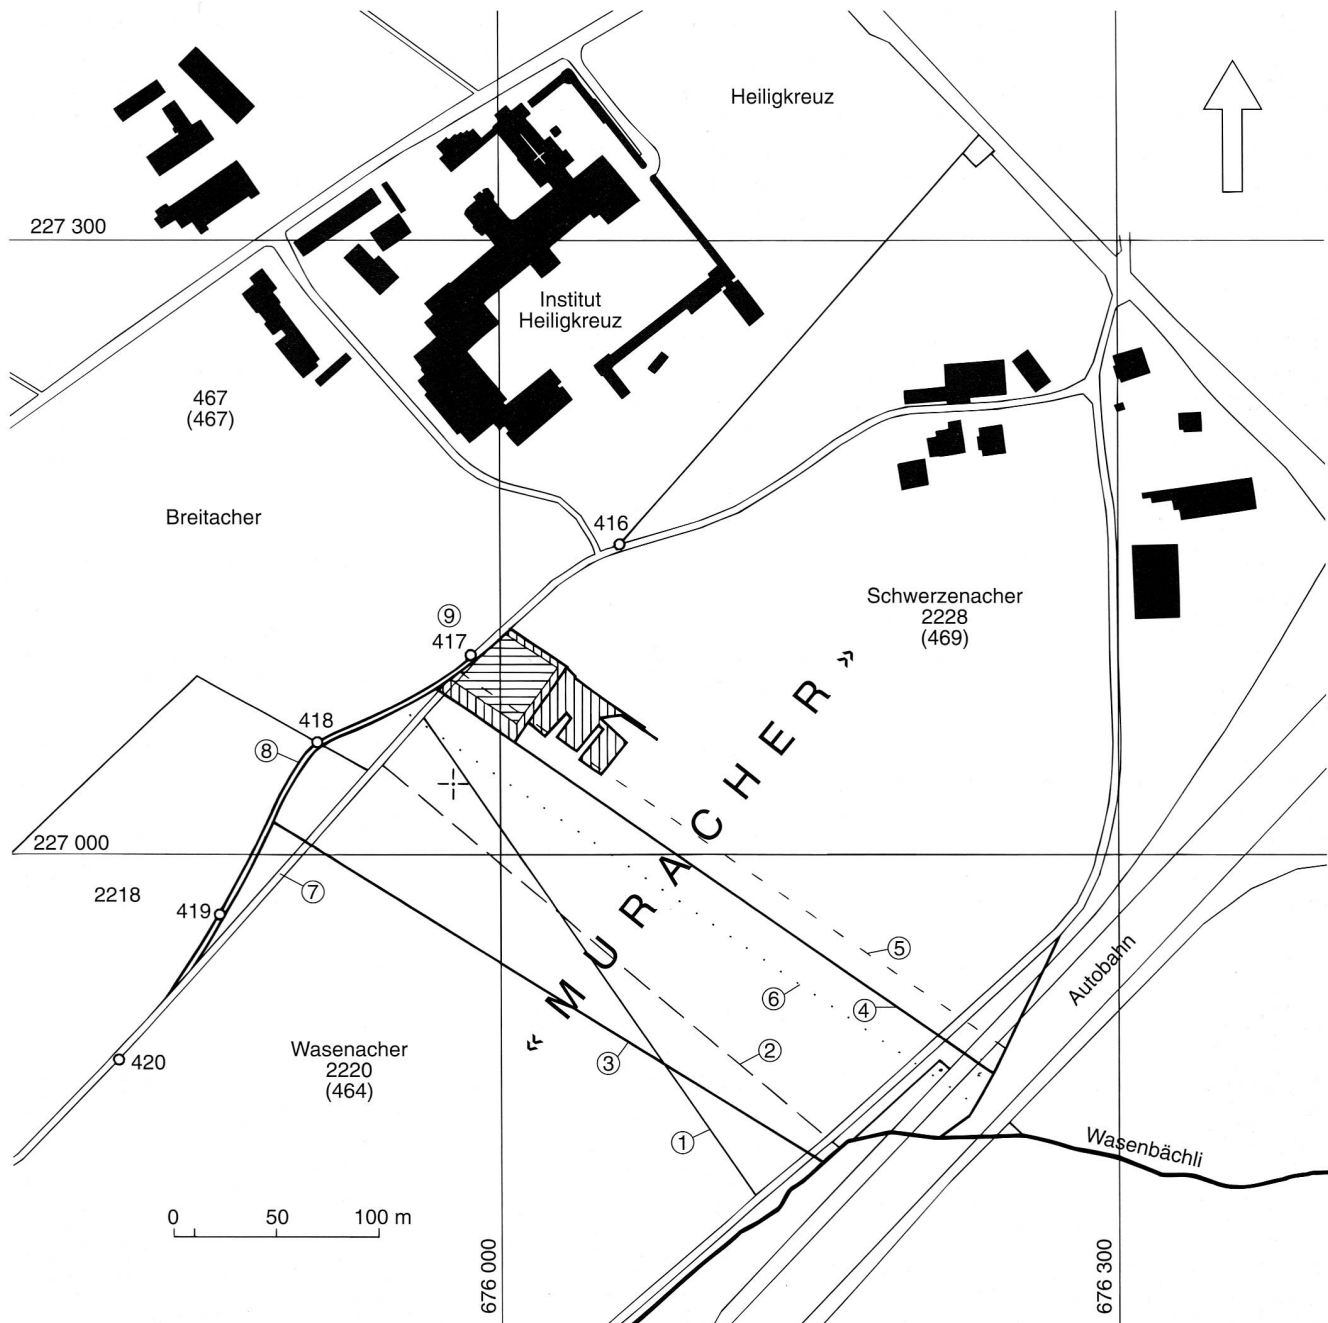 Heiligkreuz
227 300
Institut
Heiligkreuz
467
(467)
Breitacher
416
Schwerzenacher
2228
(469)
⑨
417
418
⑧
« MURACHER »
227 000
2218
419
⑦
⑤
⑥
④
Autobahn
Wasenacher
2220
(464)
420
③
②
①
Wasenbächli
0 50 100 m
676 000
676 300